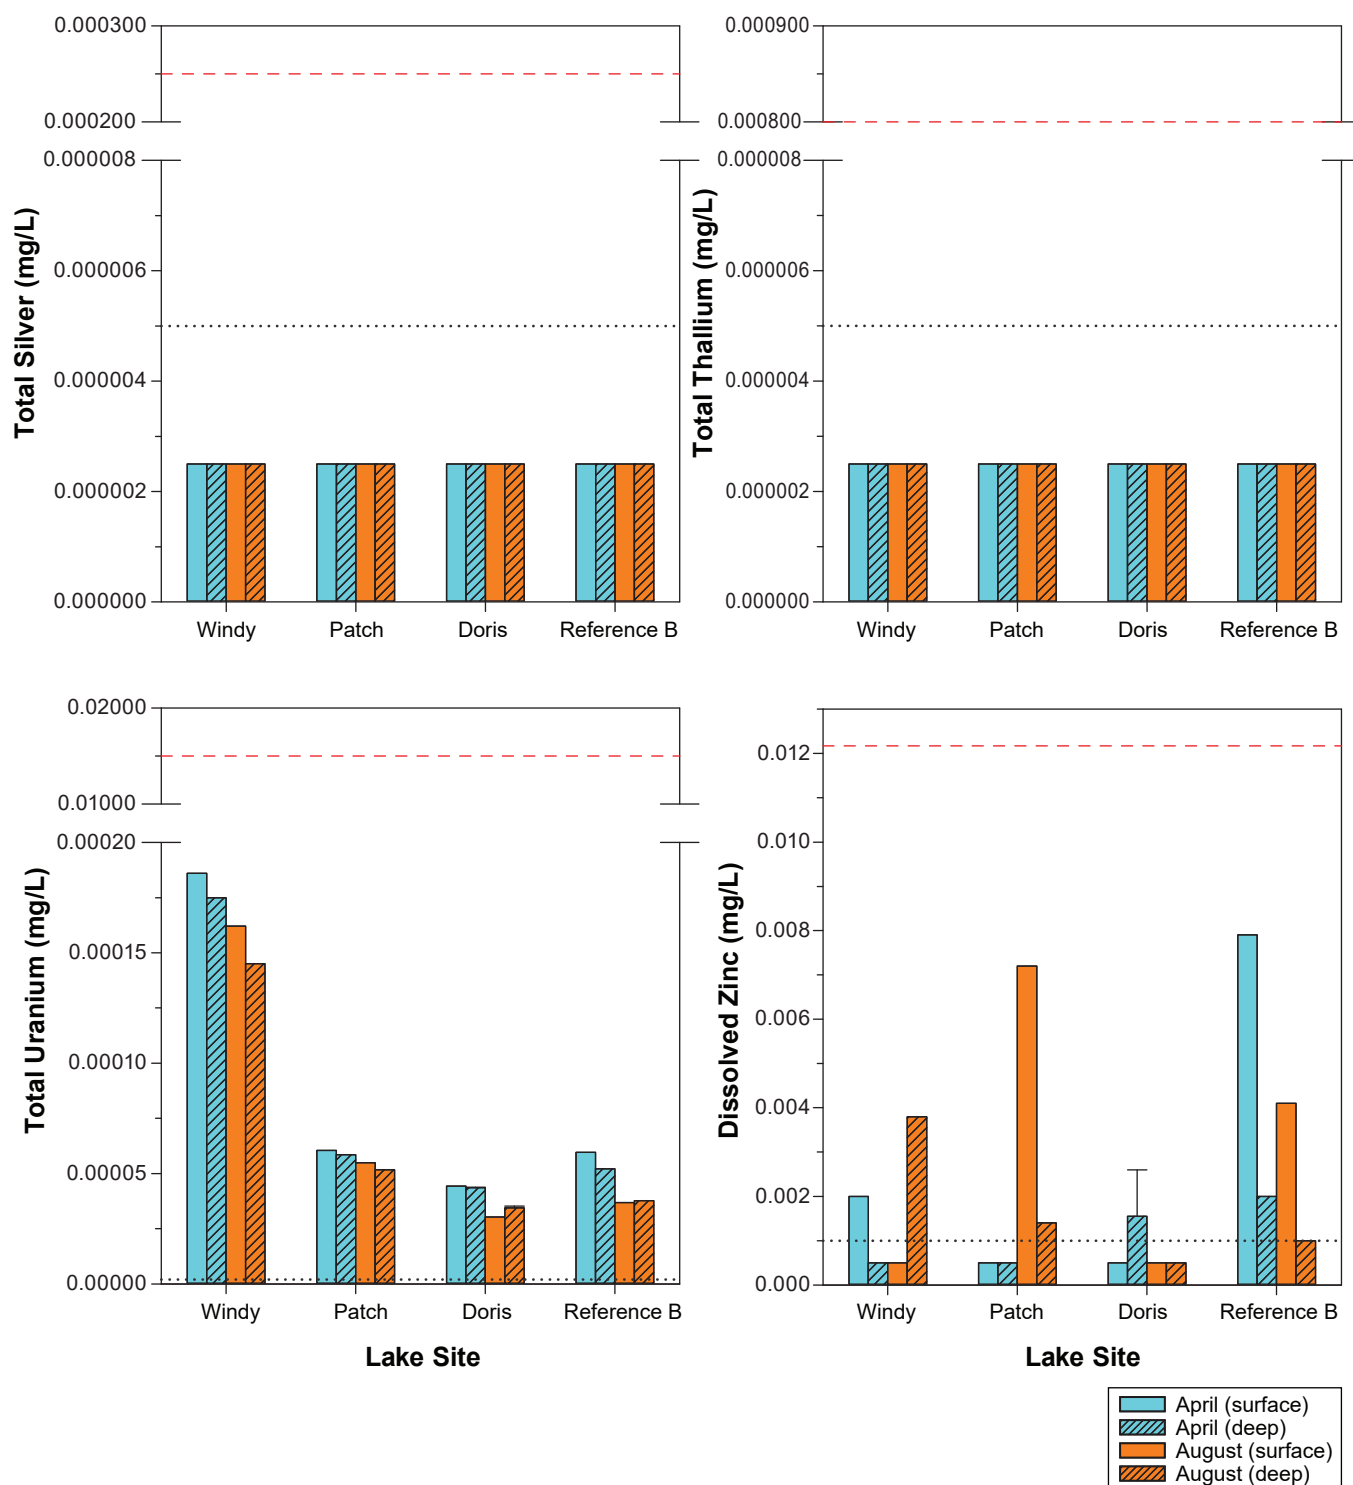 0.000300
0.000200
0.000008
0.000006
0.000004
0.000002
0.000000
Total Silver (mg/L)
Windy Patch Doris Reference B
0.000900
0.000800
0.000008
0.000006
0.000004
0.000002
0.000000
Total Thallium (mg/L)
Windy Patch Doris Reference B
0.02000
0.01000
0.00020
0.00015
0.00010
0.00005
0.00000
Total Uranium (mg/L)
Windy Patch Doris Reference B
Lake Site
0.012
0.010
0.008
0.006
0.004
0.002
0.000
Dissolved Zinc (mg/L)
Windy Patch Doris Reference B
Lake Site
April (surface)
April (deep)
August (surface)
August (deep)